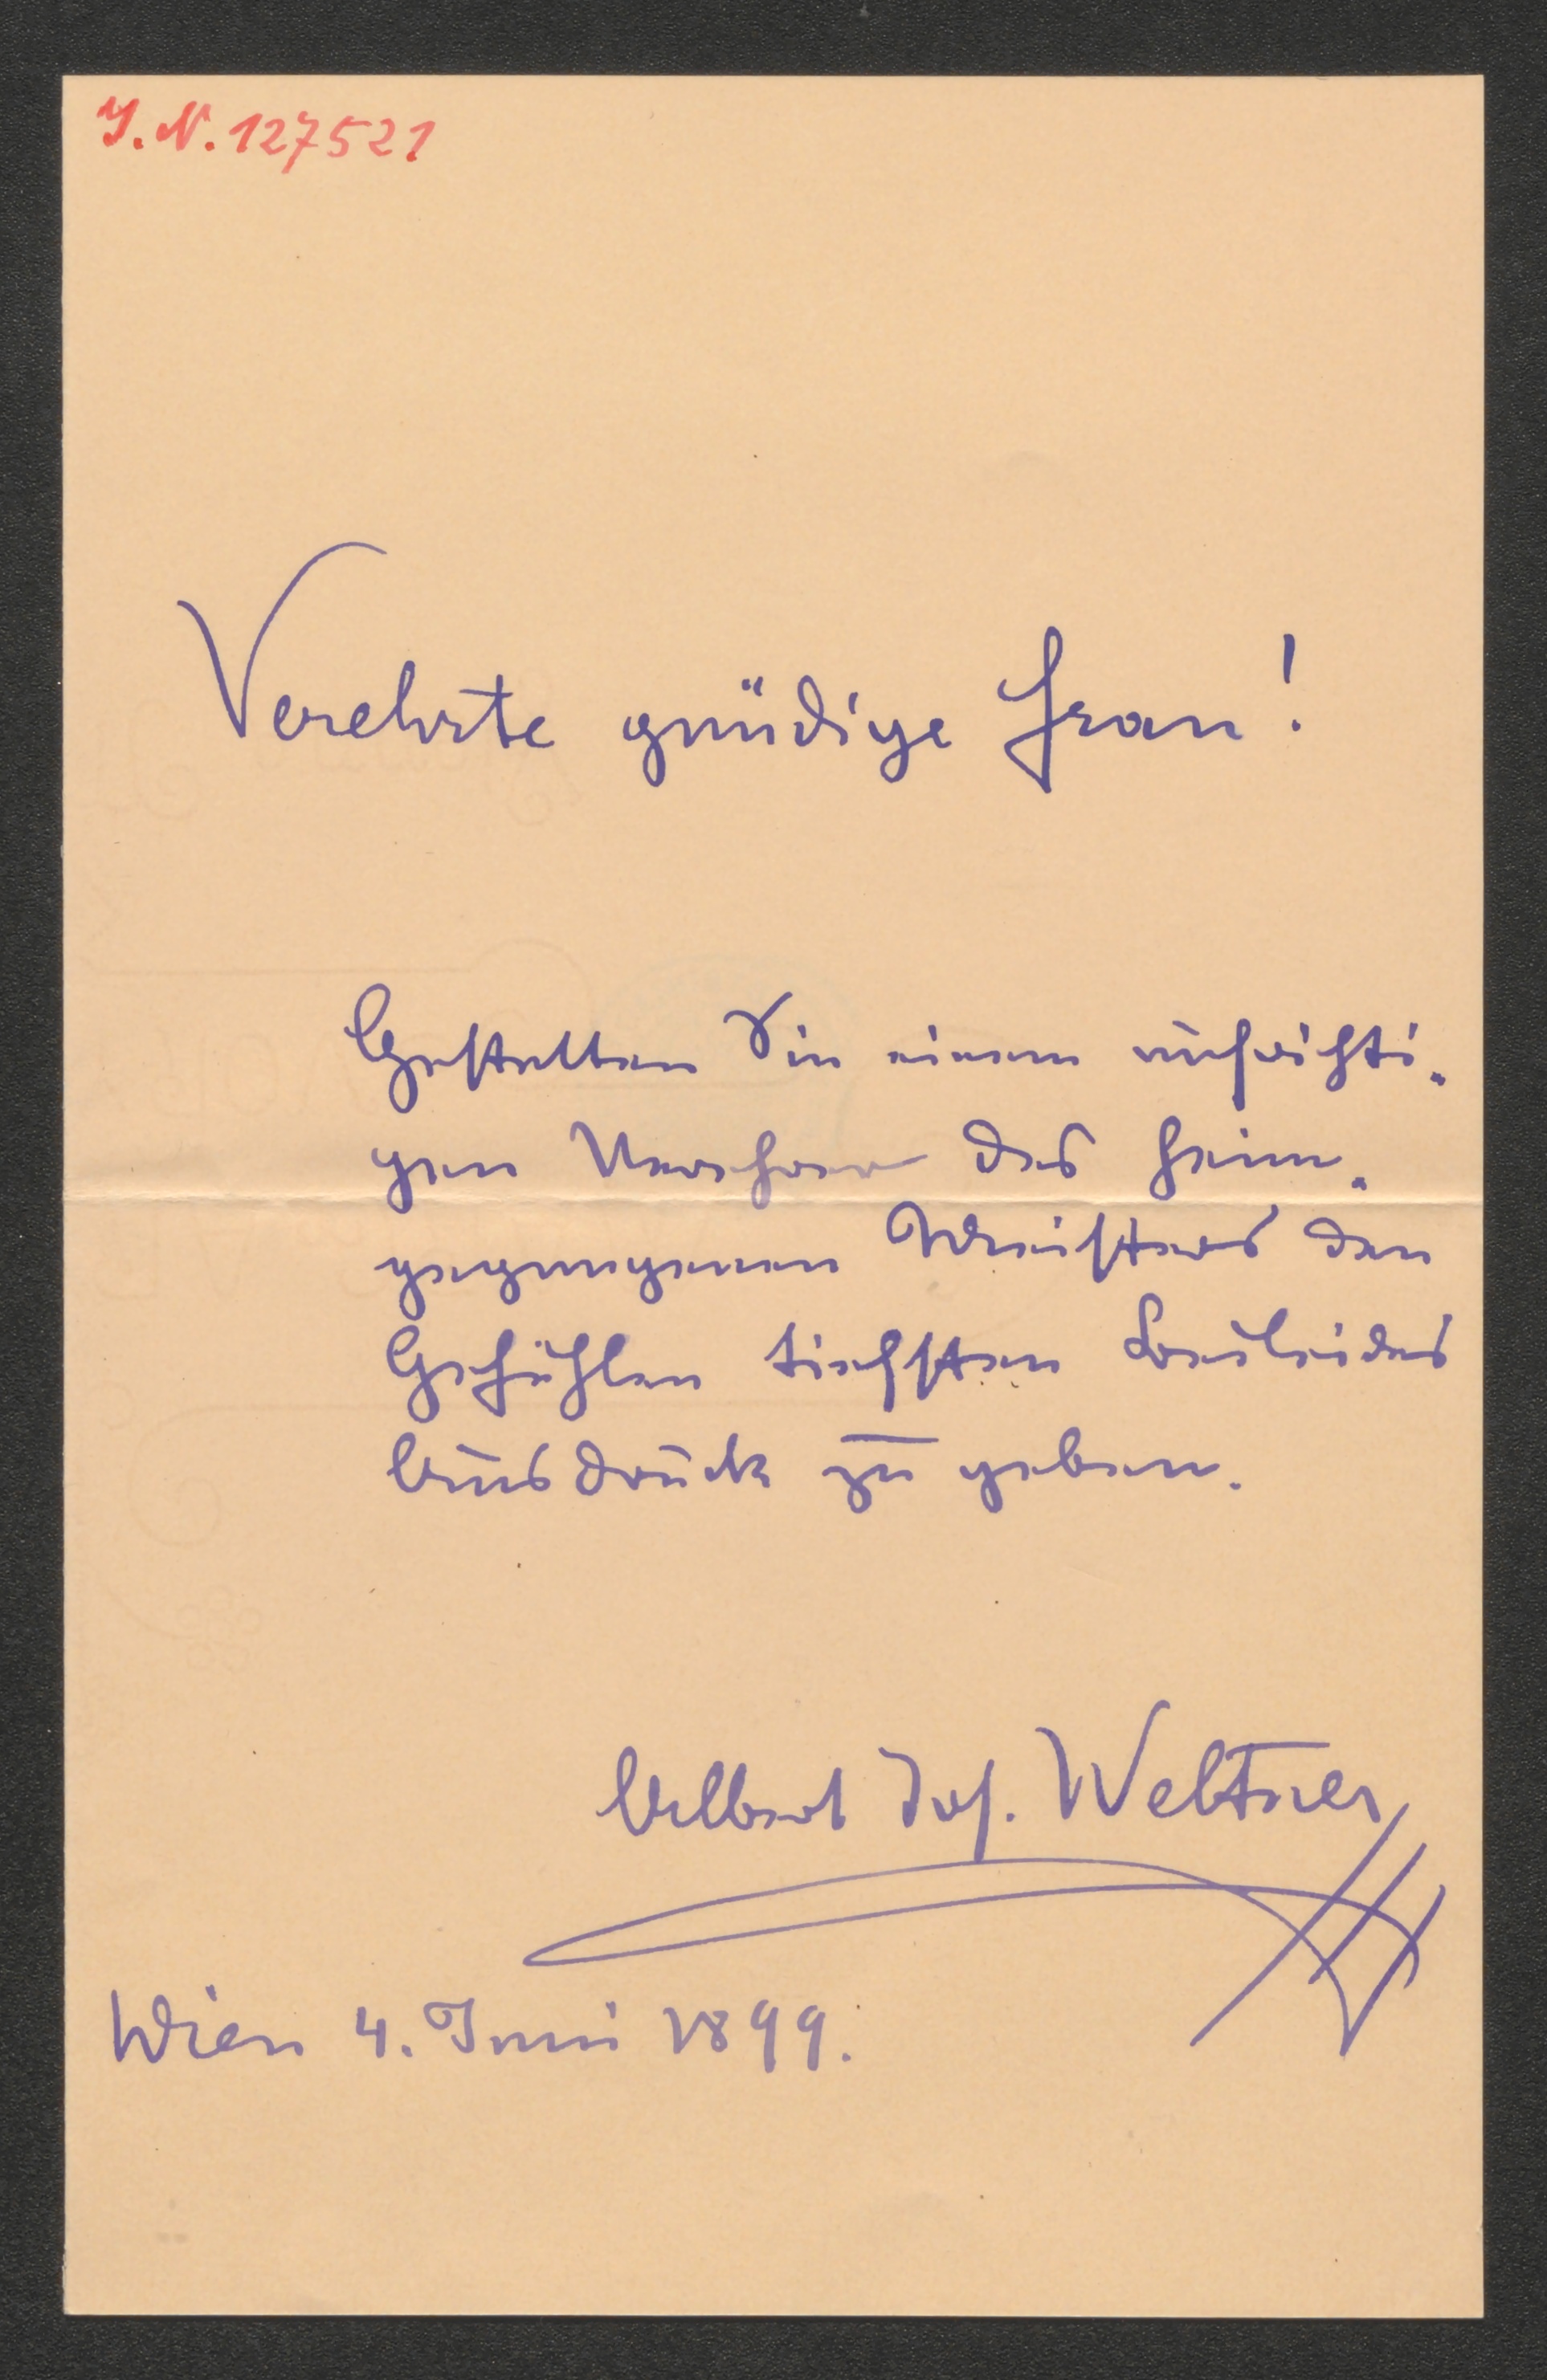 I. N. 127521
Verehrte gnädige Frau!
Gestatten Sie einem aufrichti-
gen Verehrer des heim-
gegangenen Meisters den
Gefühlen tiefsten Beileides
Ausdruck zu geben.
Albert Jos. Weltner
Wien 4. Juni 1899.